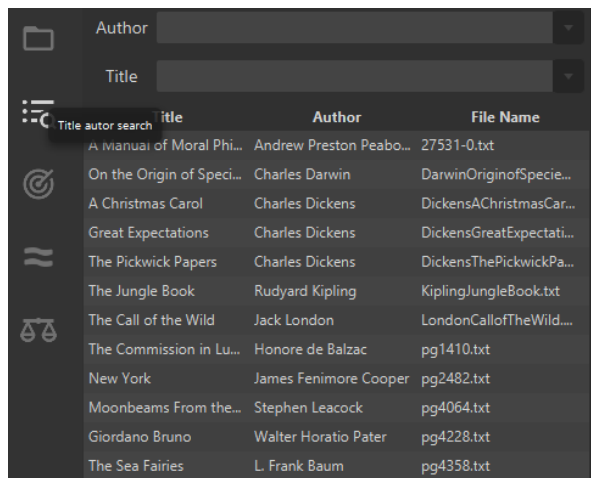 Author
Title
Title Author File Name
Title autor search
A Manual of Moral Phi... Andrew Preston Peabo... 27531-0.txt
On the Origin of Speci... Charles Darwin DarwinOriginofSpecie...
A Christmas Carol Charles Dickens DickensAChristmasCar...
Great Expectations Charles Dickens DickensGreatExpectati...
The Pickwick Papers Charles Dickens DickensThePickwickPa...
The Jungle Book Rudyard Kipling KiplingJungleBook.txt
The Call of the Wild Jack London LondonCallofTheWild....
The Commission in Lu... Honore de Balzac pg1410.txt
New York James Fenimore Cooper pg2482.txt
Moonbeams From the... Stephen Leacock pg4064.txt
Giordano Bruno Walter Horatio Pater pg4228.txt
The Sea Fairies L. Frank Baum pg4358.txt